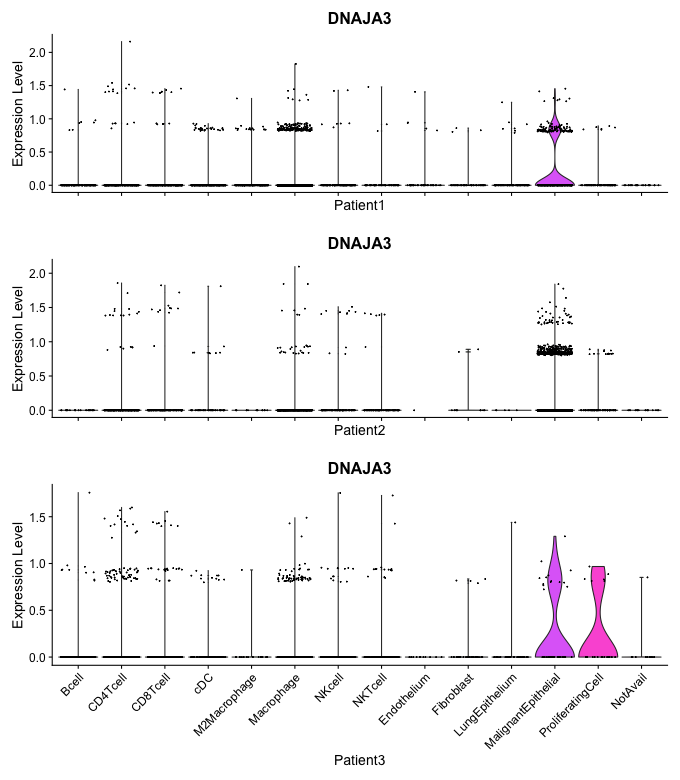 DNAJA3
Expression Level
2.0
1.5
1.0
0.5
0.0
Patient1
DNAJA3
Expression Level
2.0
1.5
1.0
0.5
0.0
Patient2
DNAJA3
Expression Level
1.5
1.0
0.5
0.0
Bcell
CD4Tcell
CD8Tcell
cDC
M2Macrophage
Macrophage
NKcell
NKTcell
Endothelium
Fibroblast
LungEpithelium
MalignantEpithelial
ProliferatingCell
NotAvail
Patient3